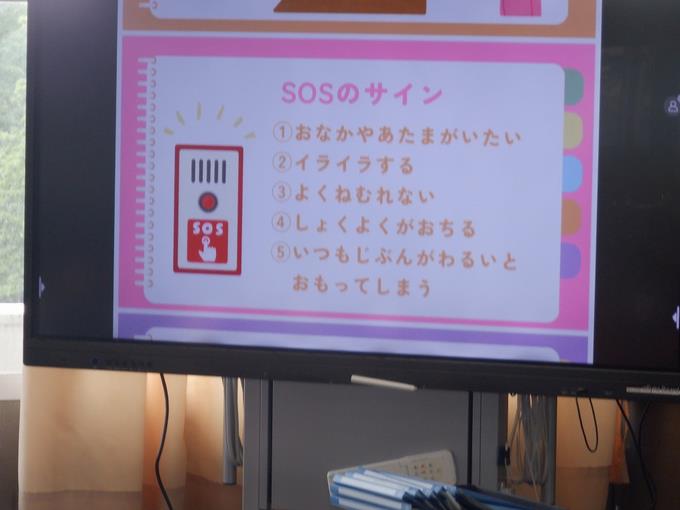 SOSのサイン
①おなかやあたまがいたい
②イライラする
③よくねむれない
④しょくよくがおちる
⑤いつもじぶんがわるいと
おもってしまう
SOS